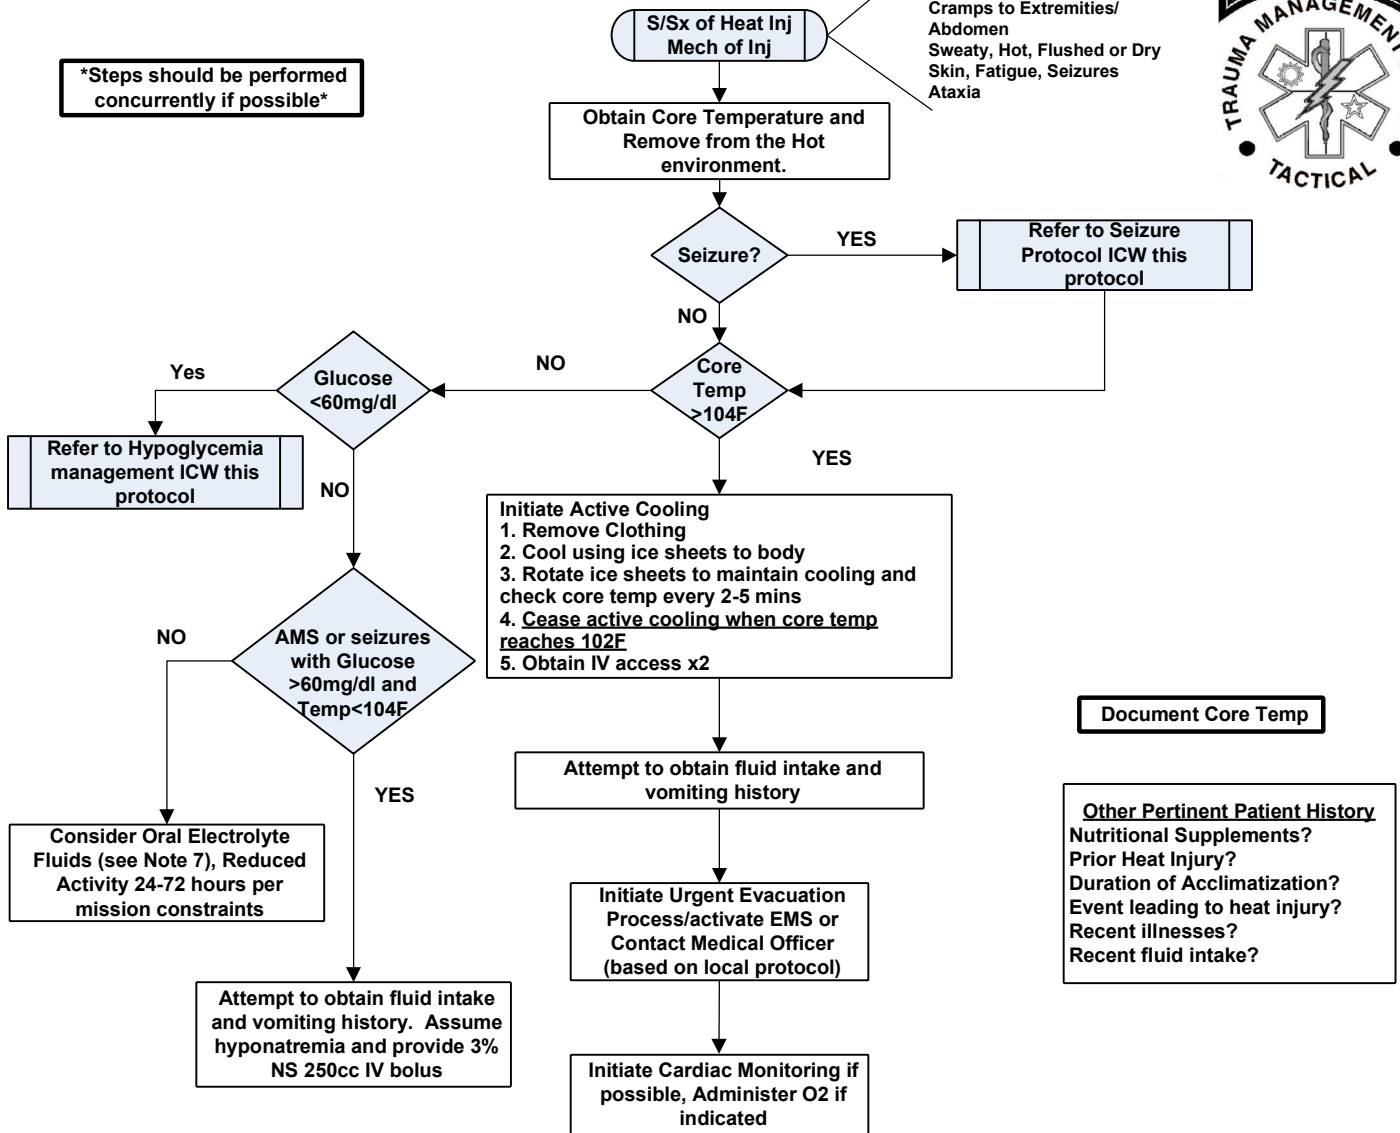 Cramps to Extremities/
Abdomen
Sweaty, Hot, Flushed or Dry
Skin, Fatigue, Seizures
Ataxia
S/Sx of Heat Inj
Mech of Inj
TRAUMA MANAGEMENT
TACTICAL
*Steps should be performed
concurrently if possible*
Obtain Core Temperature and
Remove from the Hot
environment.
Seizure?
YES
Refer to Seizure
Protocol ICW this
protocol
NO
Core
Temp
>104F
NO
Glucose
<60mg/dl
Yes
Refer to Hypoglycemia
management ICW this
protocol
NO
YES
Initiate Active Cooling
1. Remove Clothing
2. Cool using ice sheets to body
3. Rotate ice sheets to maintain cooling and
check core temp every 2-5 mins
4. Cease active cooling when core temp
reaches 102F
5. Obtain IV access x2
NO
AMS or seizures
with Glucose
>60mg/dl and
Temp<104F
YES
Document Core Temp
Attempt to obtain fluid intake and
vomiting history
Consider Oral Electrolyte
Fluids (see Note 7), Reduced
Activity 24-72 hours per
mission constraints
Other Pertinent Patient History
Nutritional Supplements?
Prior Heat Injury?
Duration of Acclimatization?
Event leading to heat injury?
Recent illnesses?
Recent fluid intake?
Initiate Urgent Evacuation
Process/activate EMS or
Contact Medical Officer
(based on local protocol)
Attempt to obtain fluid intake
and vomiting history. Assume
hyponatremia and provide 3%
NS 250cc IV bolus
Initiate Cardiac Monitoring if
possible, Administer O2 if
indicated